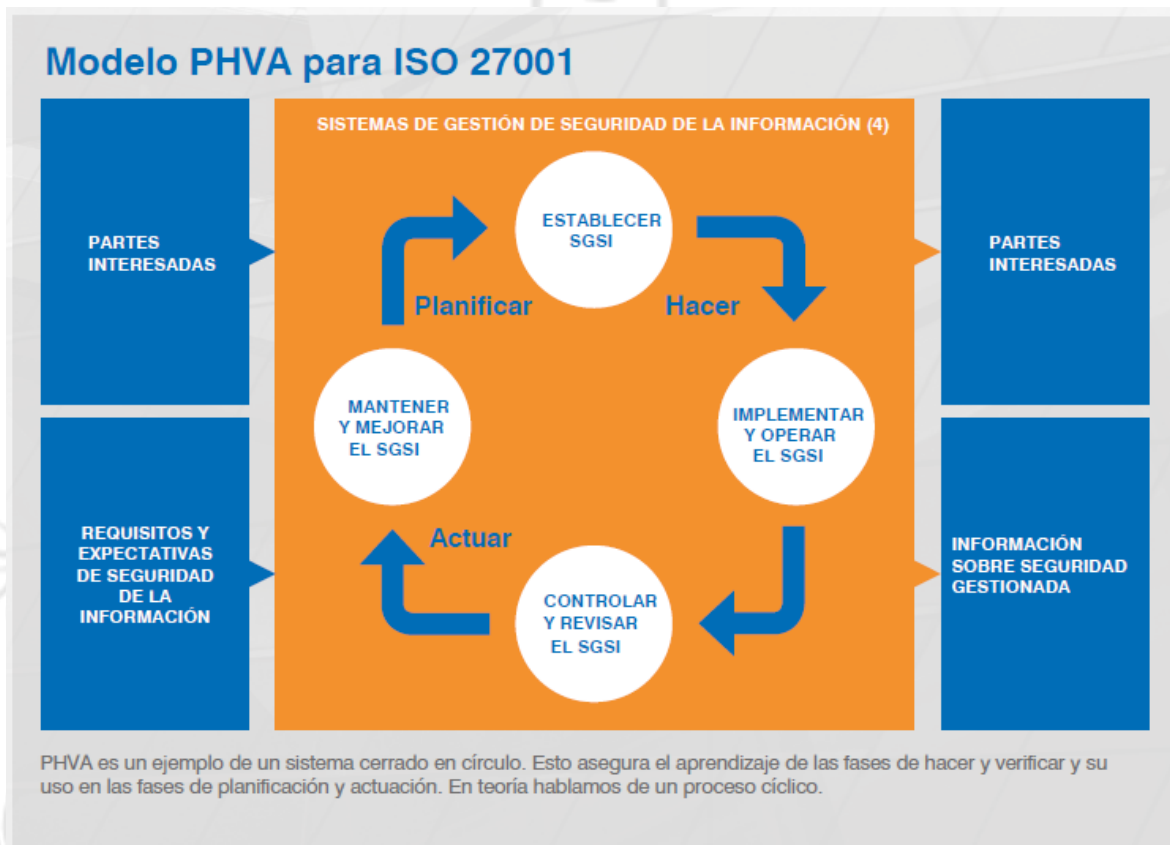 Modelo PHVA para ISO 27001
PARTES
INTERESADAS
REQUISITOS Y
EXPECTATIVAS
DE SEGURIDAD
DE LA
INFORMACIÓN
SISTEMAS DE GESTIÓN DE SEGURIDAD DE LA INFORMACIÓN (4)
ESTABLECER
SGSI
Planificar
Hacer
MANTENER
Y MEJORAR
EL SGSI
IMPLEMENTAR
Y OPERAR
EL SGSI
Actuar
CONTROLAR
Y REVISAR
EL SGSI
PARTES
INTERESADAS
INFORMACIÓN
SOBRE SEGURIDAD
GESTIONADA
PHVA es un ejemplo de un sistema cerrado en círculo. Esto asegura el aprendizaje de las fases de hacer y verificar y su
uso en las fases de planificación y actuación. En teoría hablamos de un proceso cíclico.